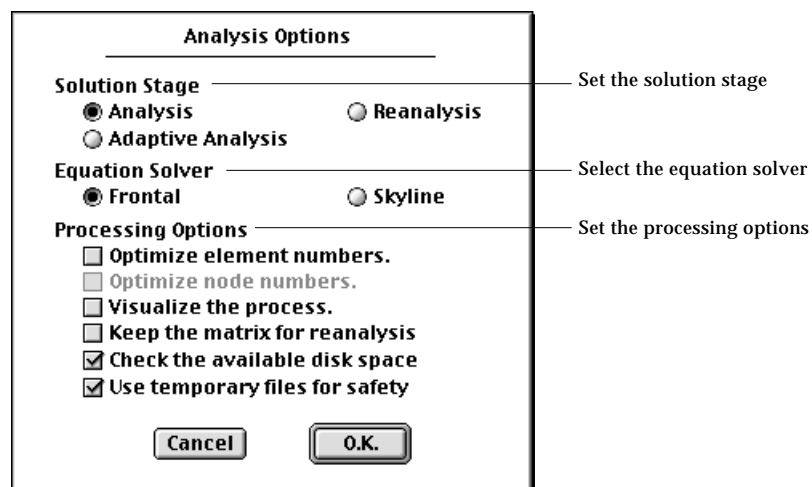 Analysis Options
Solution Stage
Set the solution stage
Analysis
Reanalysis
Adaptive Analysis
Equation Solver
Select the equation solver
Frontal
Skyline
Processing Options
Set the processing options
Optimize element numbers.
Optimize node numbers.
Visualize the process.
Keep the matrix for reanalysis
Check the available disk space
Use temporary files for safety
Cancel
O.K.